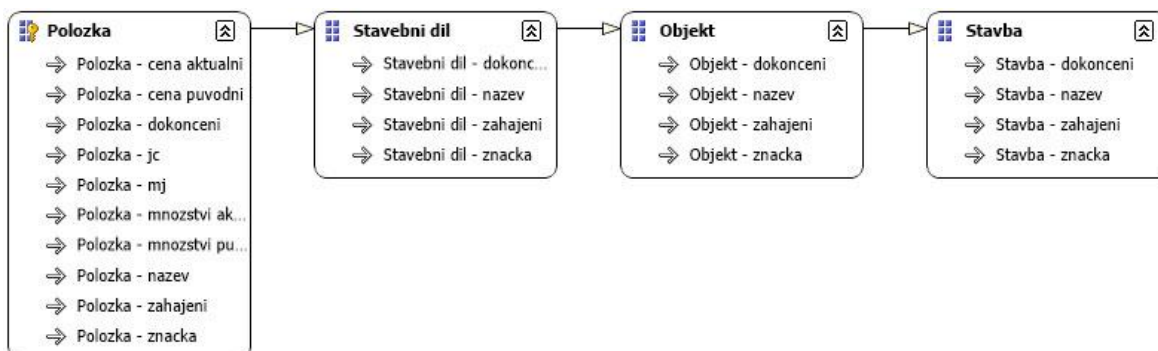 Polozka
Polozka - cena aktualni
Polozka - cena puvodni
Polozka - dokonceni
Polozka - jc
Polozka - mj
Polozka - mnozstvi ak...
Polozka - mnozstvi pu...
Polozka - nazev
Polozka - zahajeni
Polozka - znacka
Stavebni dil
Stavebni dil - dokonc...
Stavebni dil - nazev
Stavebni dil - zahajeni
Stavebni dil - znacka
Objekt
Objekt - dokonceni
Objekt - nazev
Objekt - zahajeni
Objekt - znacka
Stavba
Stavba - dokonceni
Stavba - nazev
Stavba - zahajeni
Stavba - znacka